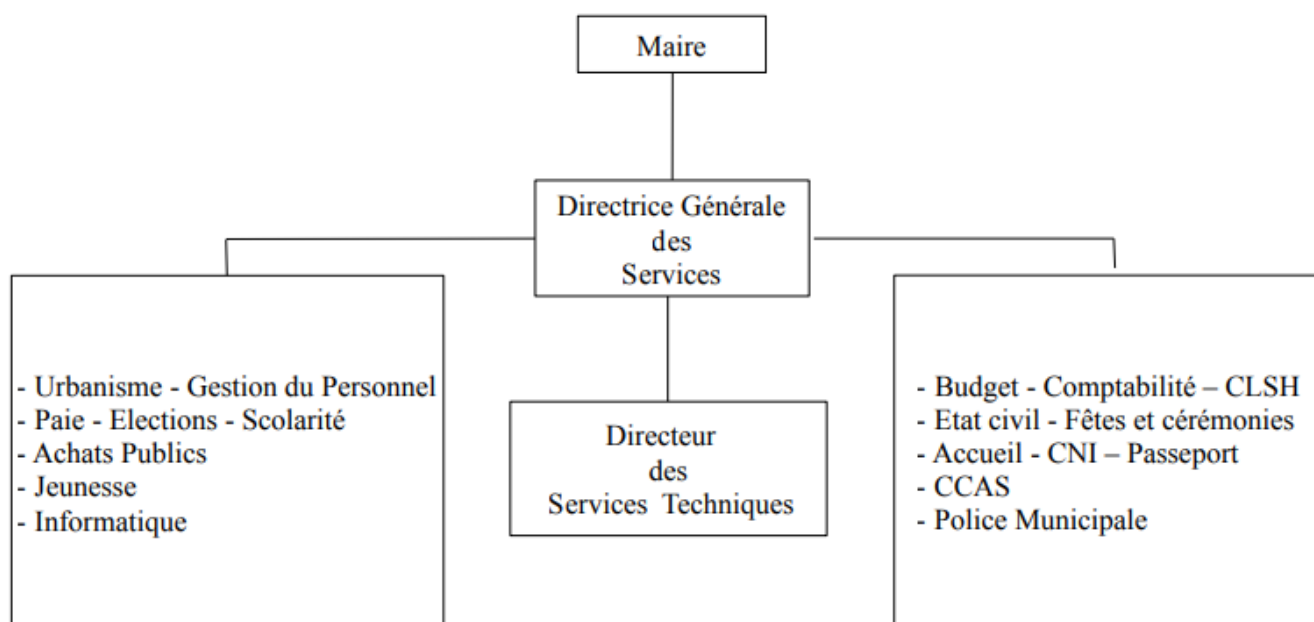 Maire
Directrice Générale
des
Services
- Urbanisme - Gestion du Personnel
- Paie - Elections - Scolarité
- Achats Publics
- Jeunesse
- Informatique
Directeur
des
Services Techniques
- Budget - Comptabilité – CLSH
- Etat civil - Fêtes et cérémonies
- Accueil - CNI – Passeport
- CCAS
- Police Municipale